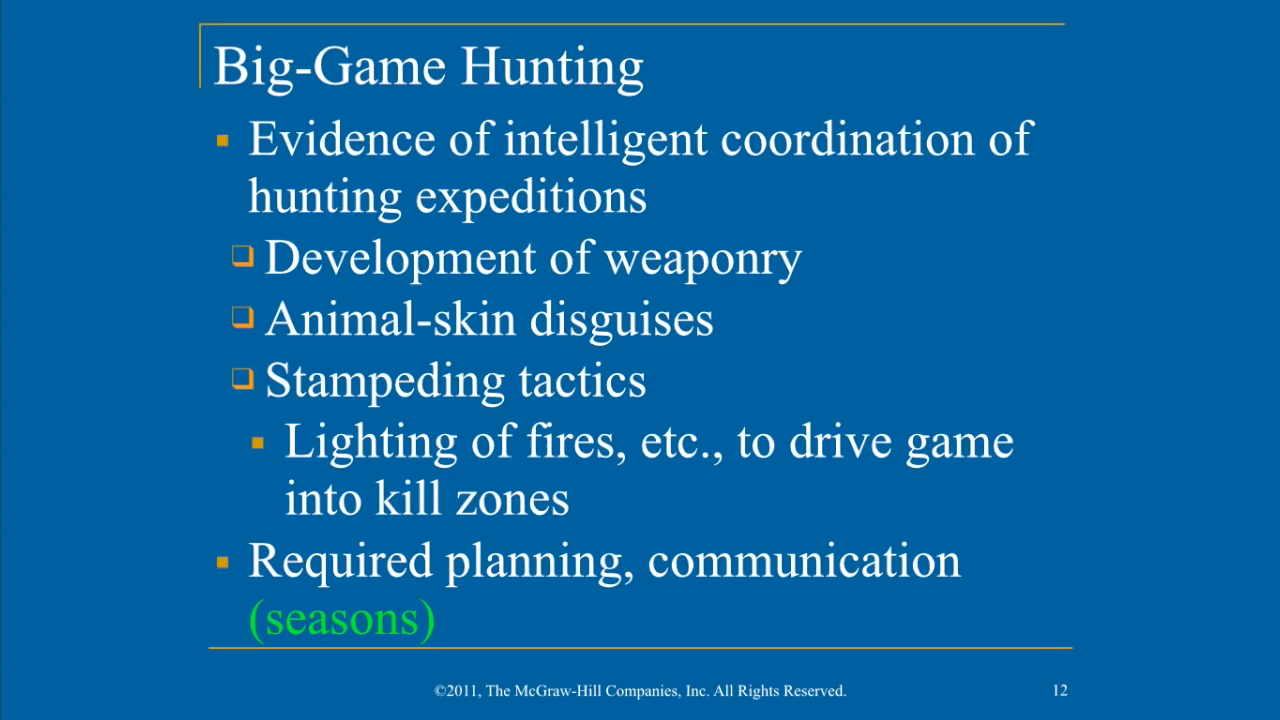 Big-Game Hunting
Evidence of intelligent coordination of
hunting expeditions
Development of weaponry
Animal-skin disguises
Stampeding tactics
Lighting of fires, etc., to drive game
into kill zones
Required planning, communication
(seasons)
©2011, The McGraw-Hill Companies, Inc. All Rights Reserved.
12